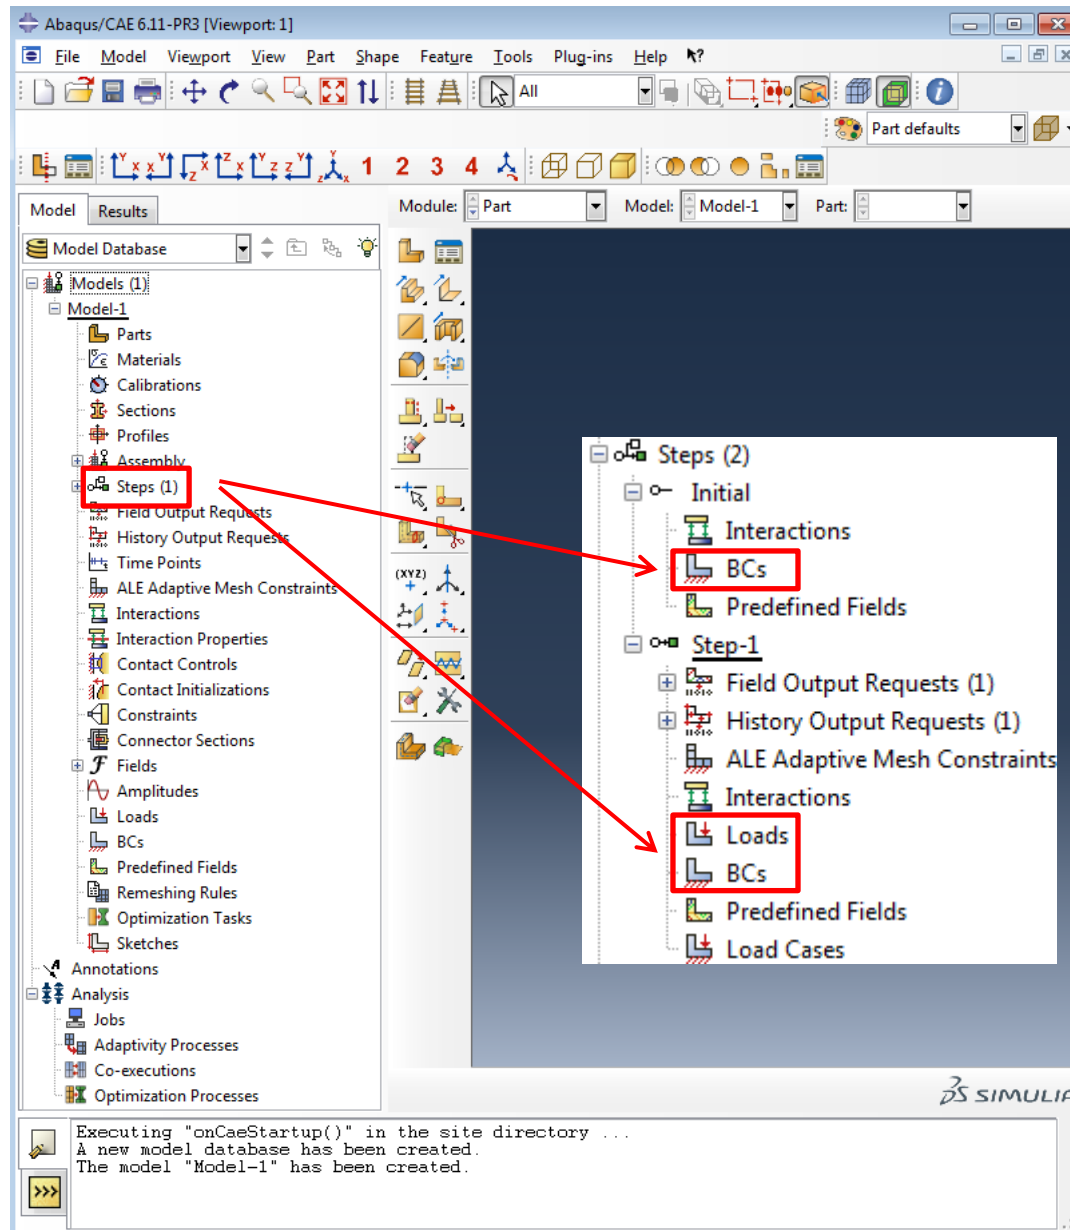 Abaqus/CAE 6.11-PR3 [Viewport: 1]
File Model Viewport View Part Shape Feature Tools Plug-ins Help ?
All
Part defaults
1 2 3 4
Model Results
Module: Part Model: Model-1 Part:
Model Database
Models (1)
Model-1
Parts
Materials
Calibrations
Sections
Profiles
Assembly
Steps (1)
Field Output Requests
History Output Requests
Time Points
ALE Adaptive Mesh Constraints
Interactions
Interaction Properties
Contact Controls
Contact Initializations
Constraints
Connector Sections
Fields
Amplitudes
Loads
BCs
Predefined Fields
Remeshing Rules
Optimization Tasks
Sketches
Annotations
Analysis
Jobs
Adaptivity Processes
Co-executions
Optimization Processes
(XYZ)
Steps (2)
Initial
Interactions
BCs
Predefined Fields
Step-1
Field Output Requests (1)
History Output Requests (1)
ALE Adaptive Mesh Constraints
Interactions
Loads
BCs
Predefined Fields
Load Cases
SIMULIA
Executing "onCaeStartup()" in the site directory ...
A new model database has been created.
The model "Model-1" has been created.
>>>